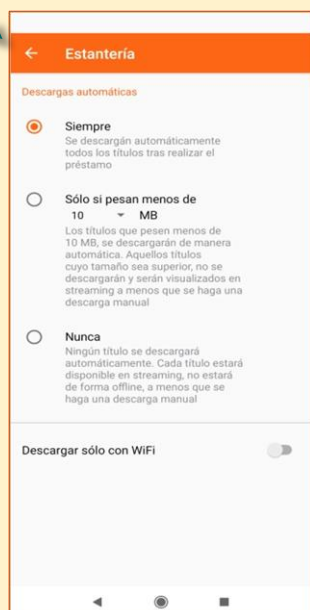 Estantería
Descargas automáticas
Siempre
Se descargán automáticamente
todos los títulos tras realizar el
préstamo
Sólo si pesan menos de
10 MB
Los títulos que pesen menos de
10 MB, se descargarán de manera
automática. Aquellos títulos
cuyo tamaño sea superior, no se
descargarán y serán visualizados en
streaming a menos que se haga una
descarga manual
Nunca
Ningún título se descargará
automáticamente. Cada título estará
disponible en streaming, no estará
de forma offline, a menos que se
haga una descarga manual
Descargar sólo con WiFi